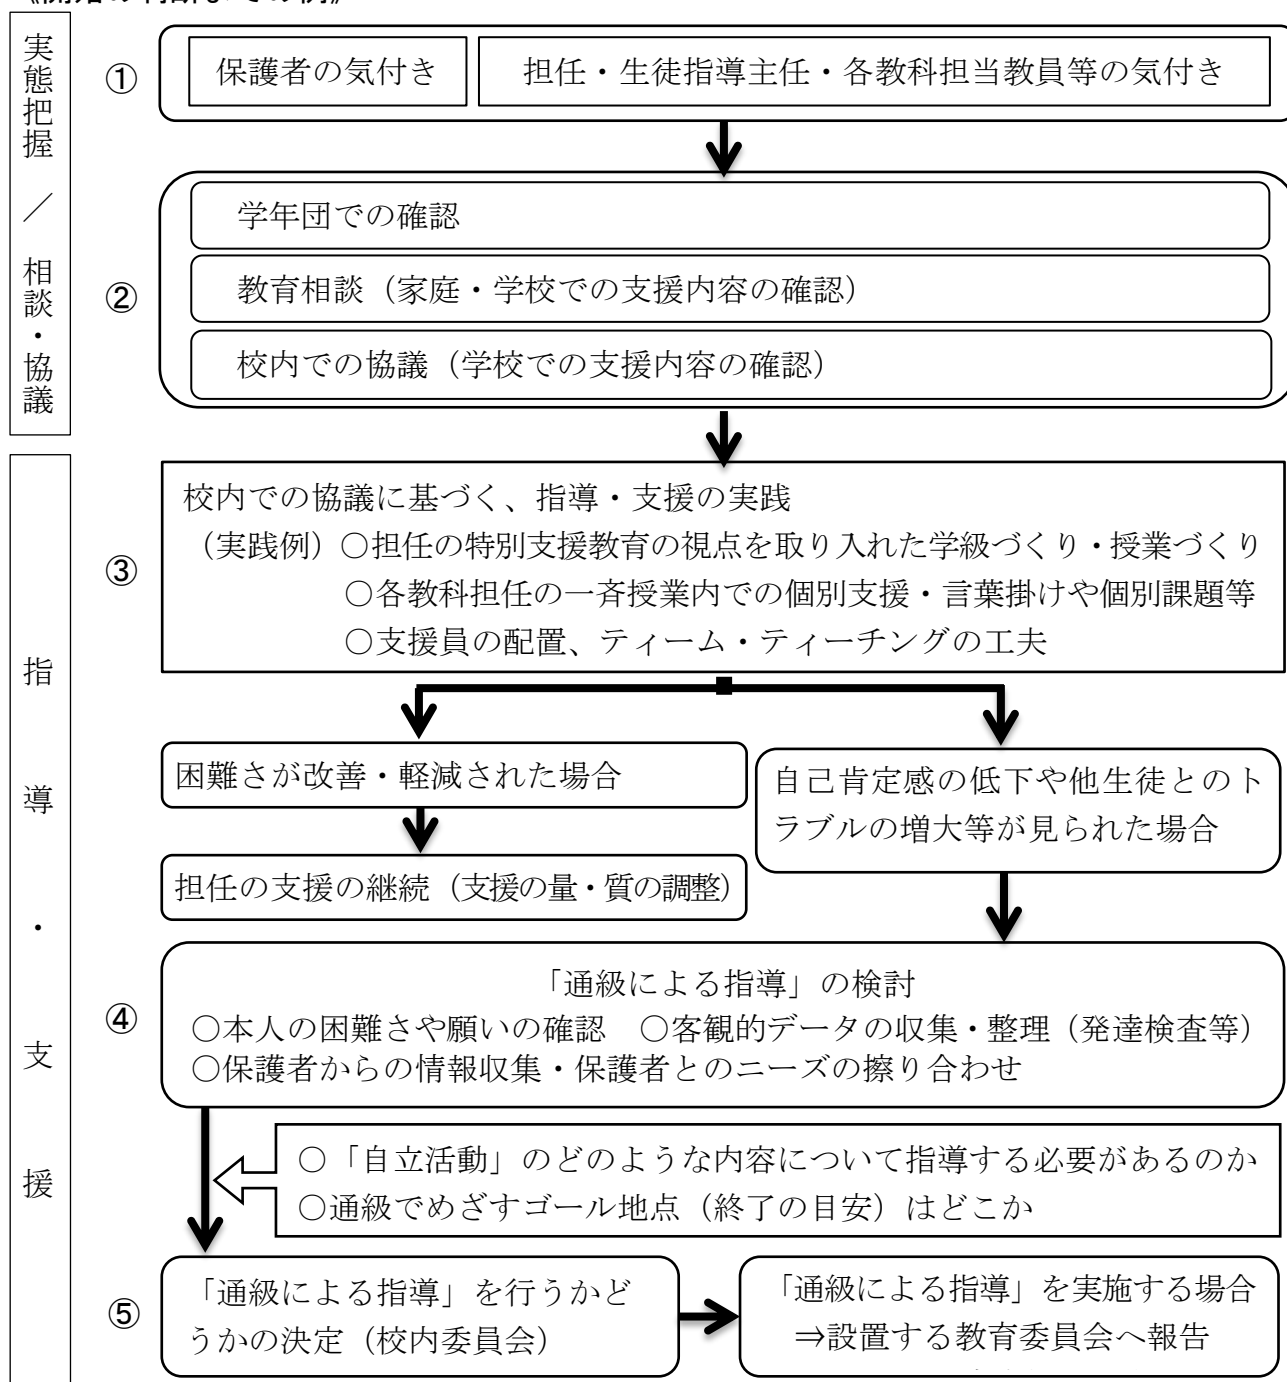 実態把握／相談・協議
①
保護者の気付き
担任・生徒指導主任・各教科担当教員等の気付き
②
学年団での確認
教育相談（家庭・学校での支援内容の確認）
校内での協議（学校での支援内容の確認）
指導・支援
③
校内での協議に基づく、指導・支援の実践
（実践例）○担任の特別支援教育の視点を取り入れた学級づくり・授業づくり
○各教科担任の一斉授業内での個別支援・言葉掛けや個別課題等
○支援員の配置、ティーム・ティーチングの工夫
困難さが改善・軽減された場合
担任の支援の継続（支援の量・質の調整）
自己肯定感の低下や他生徒とのト
ラブルの増大等が見られた場合
④
「通級による指導」の検討
○本人の困難さや願いの確認　○客観的データの収集・整理（発達検査等）
○保護者からの情報収集・保護者とのニーズの擦り合わせ
○「自立活動」のどのような内容について指導する必要があるのか
○通級でめざすゴール地点（終了の目安）はどこか
⑤
「通級による指導」を行うかど
うかの決定（校内委員会）
「通級による指導」を実施する場合
⇒設置する教育委員会へ報告